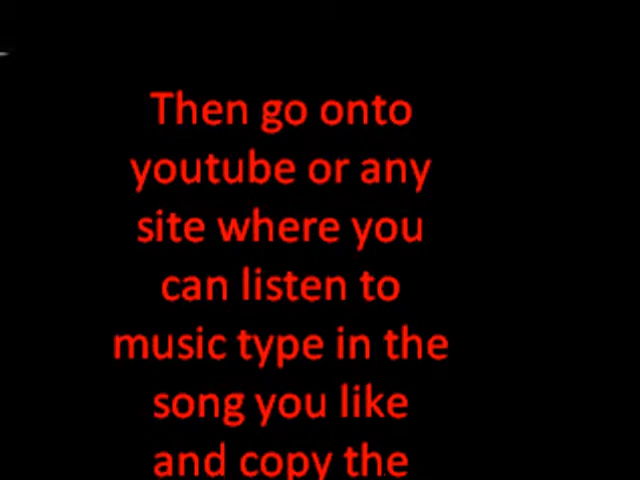 Then go onto
youtube or any
site where you
can listen to
music type in the
song you like
and copy the